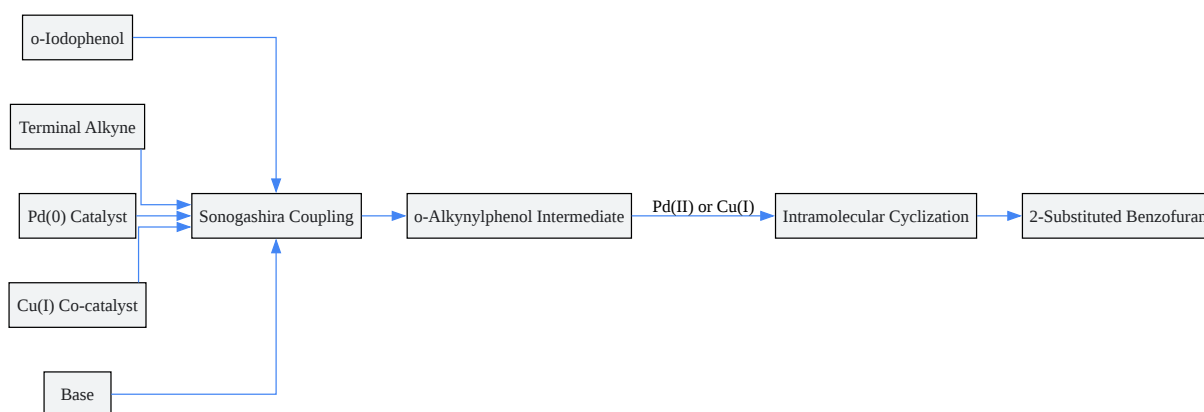 o-Iodophenol
Terminal Alkyne
Pd(0) Catalyst
Cu(I) Co-catalyst
Base
Sonogashira Coupling
o-Alkynylphenol Intermediate
Pd(II) or Cu(I)
Intramolecular Cyclization
2-Substituted Benzofuran